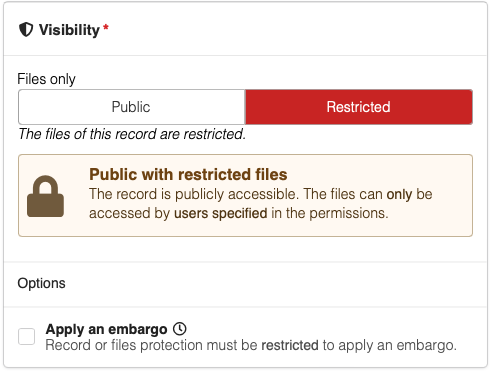 Visibility *
Files only
Public
Restricted
The files of this record are restricted.
Public with restricted files
The record is publicly accessible. The files can only be
accessed by users specified in the permissions.
Options
Apply an embargo
Record or files protection must be restricted to apply an embargo.